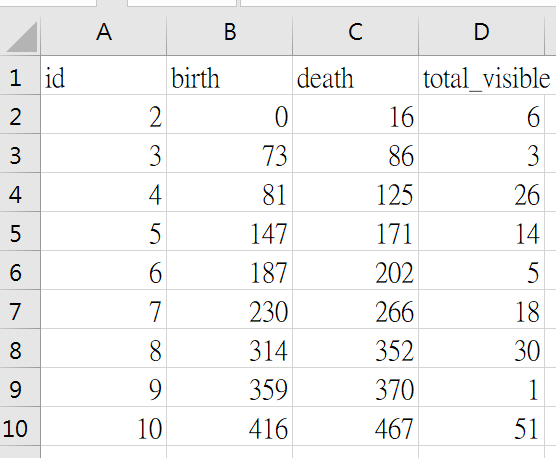 A B C D
1 id birth death total_visible
2 2 0 16 6
3 3 73 86 3
4 4 81 125 26
5 5 147 171 14
6 6 187 202 5
7 7 230 266 18
8 8 314 352 30
9 9 359 370 1
10 10 416 467 51